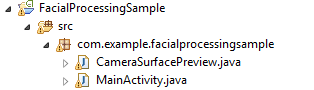 FacialProcessingSample
src
com.example.facialprocessingsample
CameraSurfacePreview.java
MainActivity.java